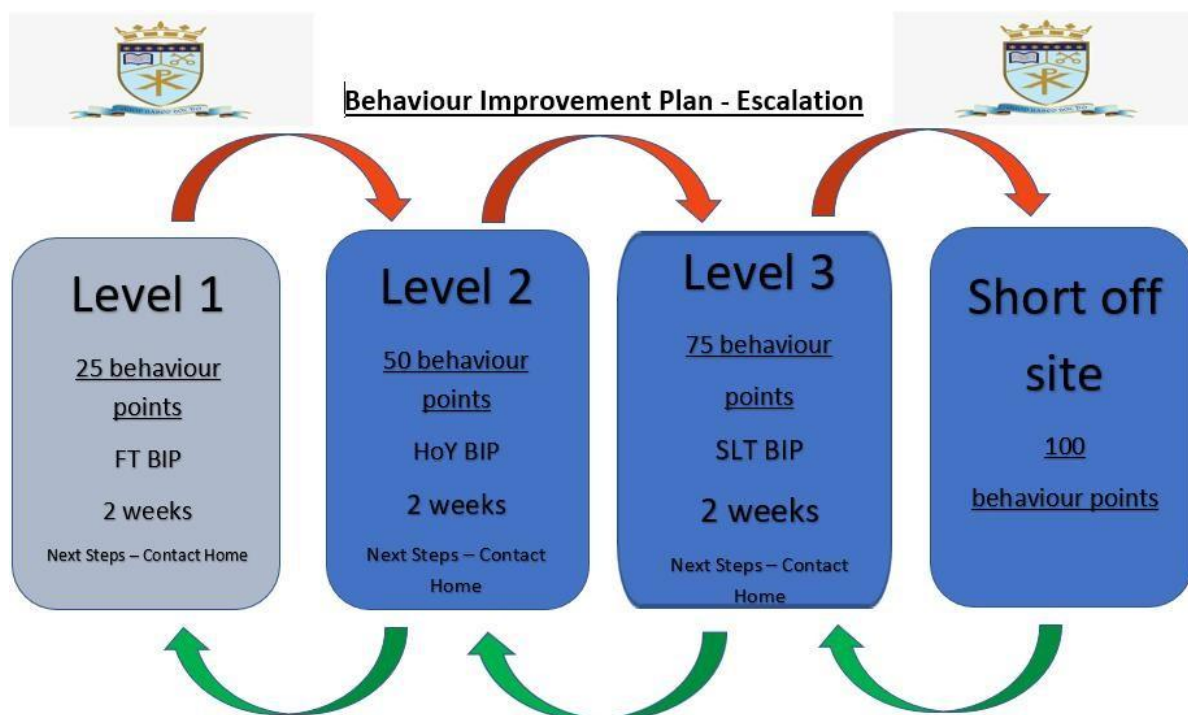 Behaviour Improvement Plan - Escalation
Level 1
25 behaviour
points
FT BIP
2 weeks
Next Steps – Contact Home
Level 2
50 behaviour
points
HoY BIP
2 weeks
Next Steps – Contact
Home
Level 3
75 behaviour
points
SLT BIP
2 weeks
Next Steps – Contact
Home
Short off
site
100
behaviour points